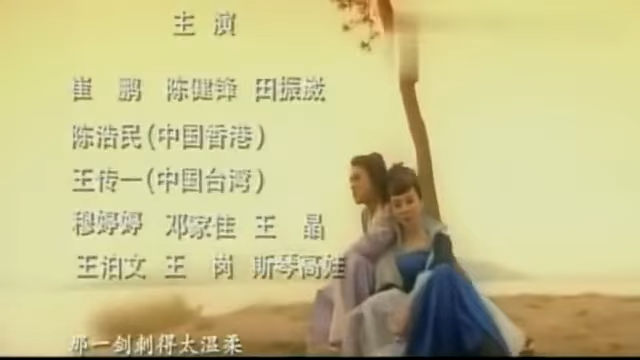 主 演
崔 鹏 陈健锋 田振崴
陈浩民(中国香港)
王传一(中国台湾)
穆婷婷 邓家佳 王 晶
王泊文 王 岗 斯琴高娃
那一剑刺得太温柔